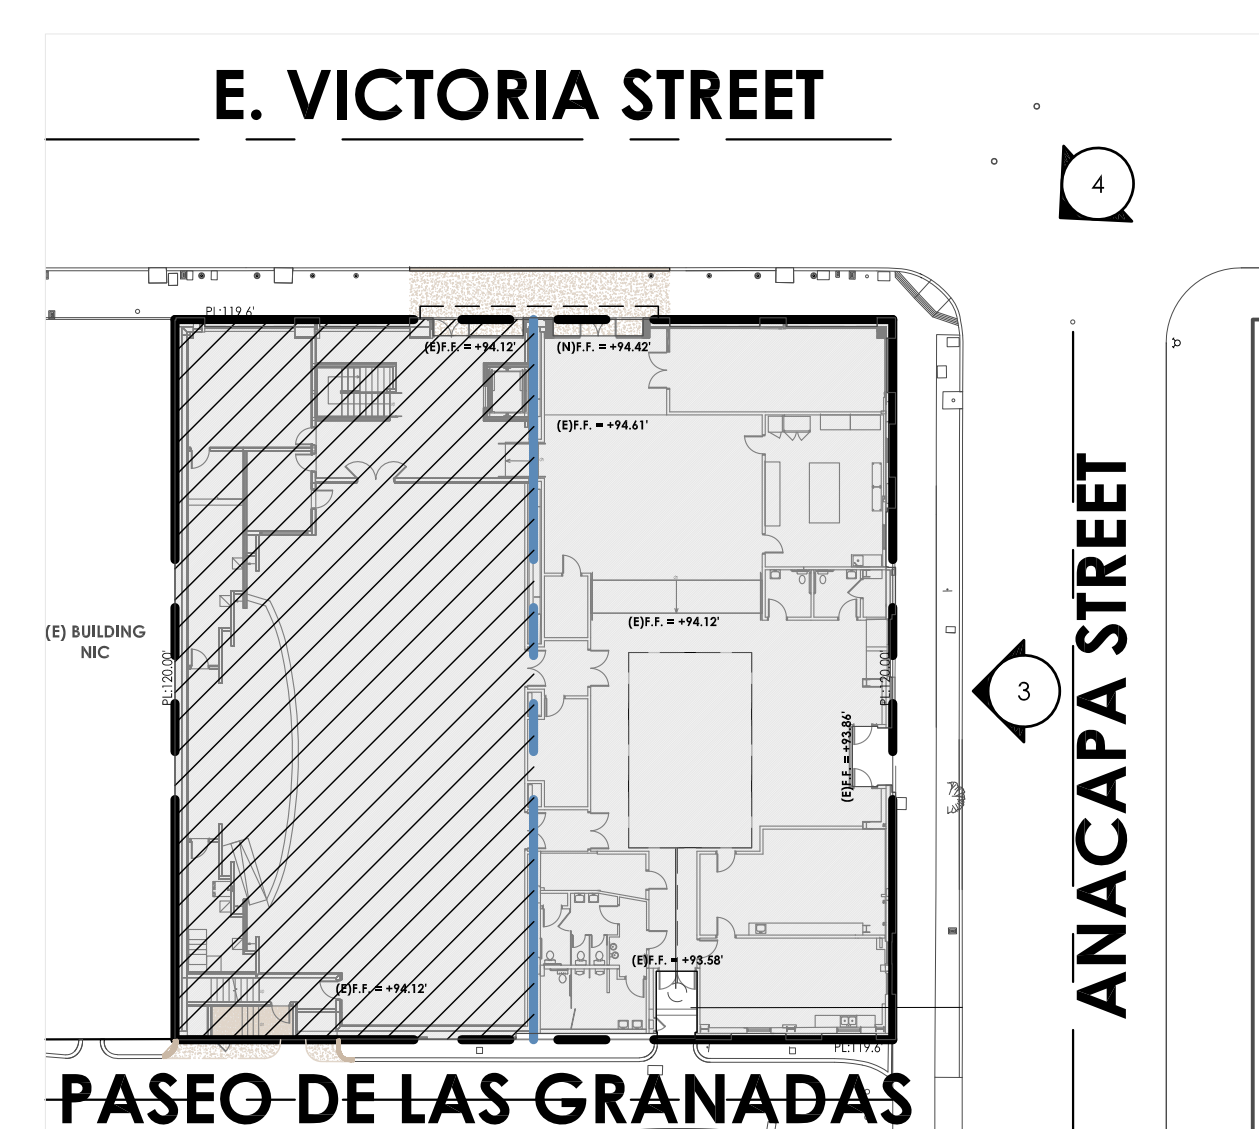 E. VICTORIA STREET
4
PL:119.6'
(E)F.F. = +94.12'
(N)F.F. = +94.42'
(E)F.F. = +94.61'
(E) BUILDING
NIC
(E)F.F. = +94.12'
PL:120.00'
PL:120.00'
3
ANACAPA STREET
(E)F.F. = +93.86'
(E)F.F. = +93.58'
(E)F.F. = +94.12'
PL:119.6'
PASEO DE LAS GRANADAS